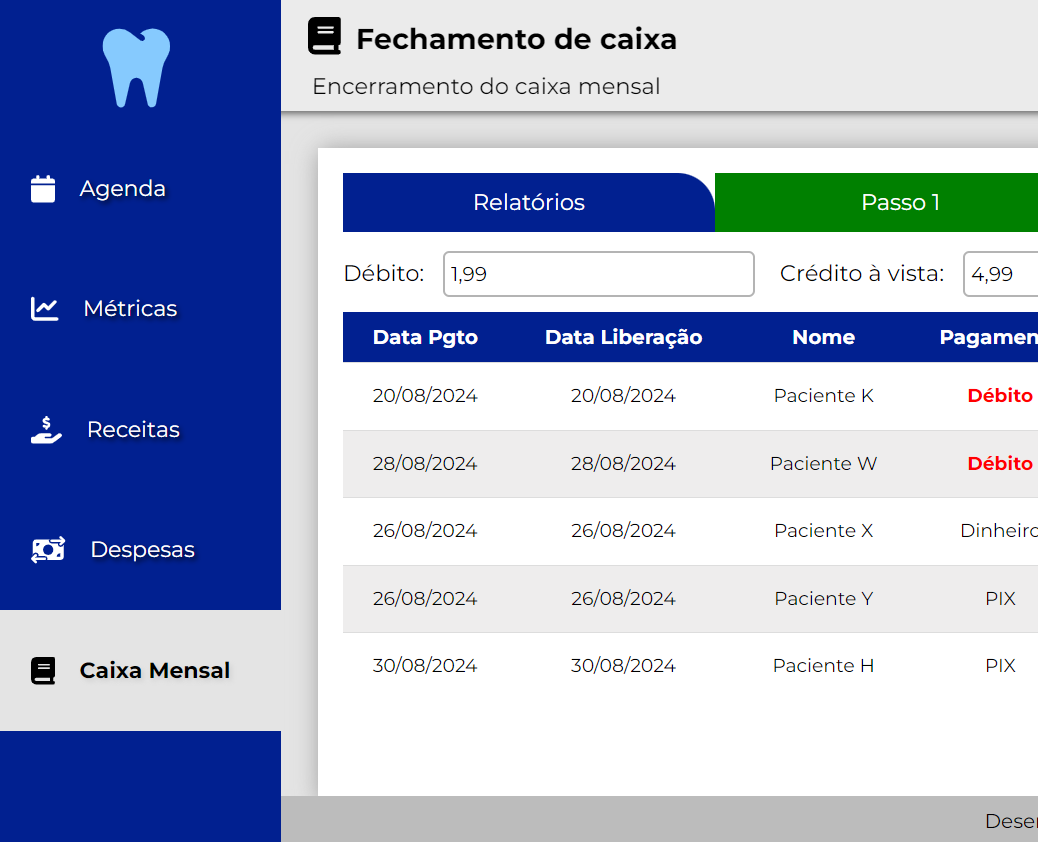 Fechamento de caixa
Encerramento do caixa mensal
Agenda
Métricas
Receitas
Despesas
Caixa Mensal
Relatórios Passo 1
Débito: 1,99 Crédito à vista: 4,99
Data Pgto Data Liberação Nome Pagamen
20/08/2024 20/08/2024 Paciente K Débito
28/08/2024 28/08/2024 Paciente W Débito
26/08/2024 26/08/2024 Paciente X Dinheiro
26/08/2024 26/08/2024 Paciente Y PIX
30/08/2024 30/08/2024 Paciente H PIX
Desen